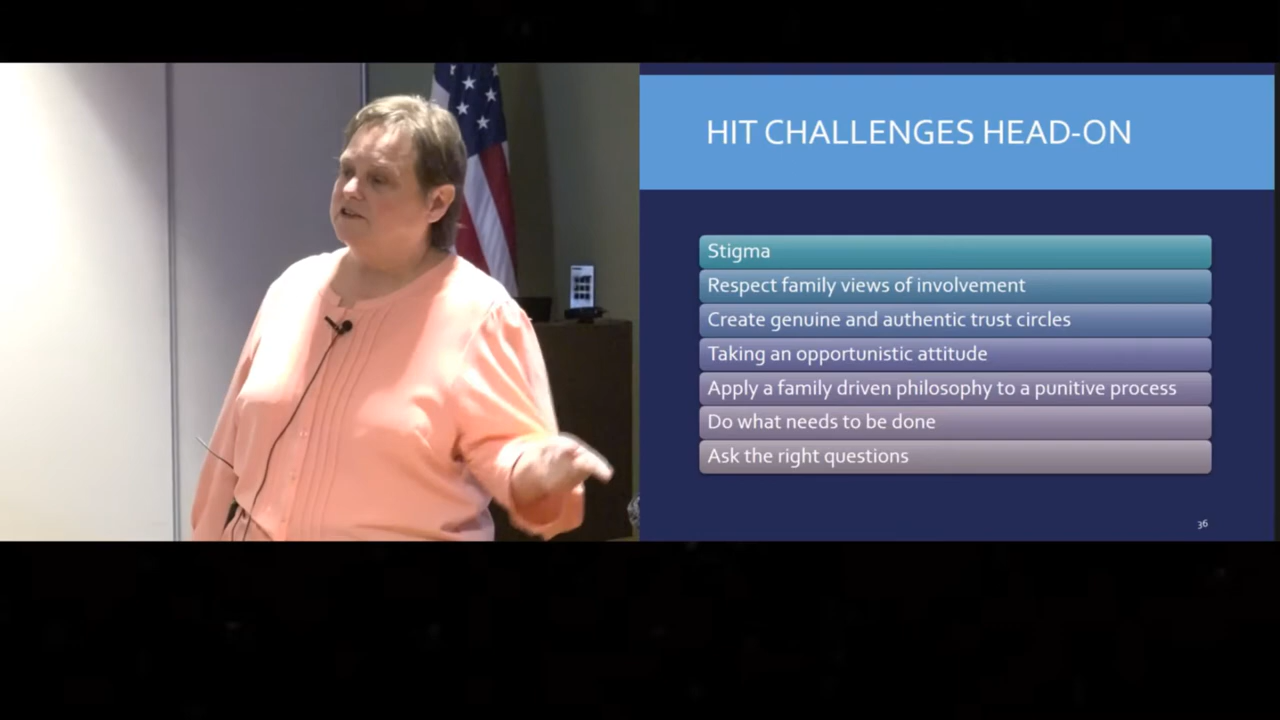 HIT CHALLENGES HEAD-ON
Stigma
Respect family views of involvement
Create genuine and authentic trust circles
Taking an opportunistic attitude
Apply a family driven philosophy to a punitive process
Do what needs to be done
Ask the right questions
36